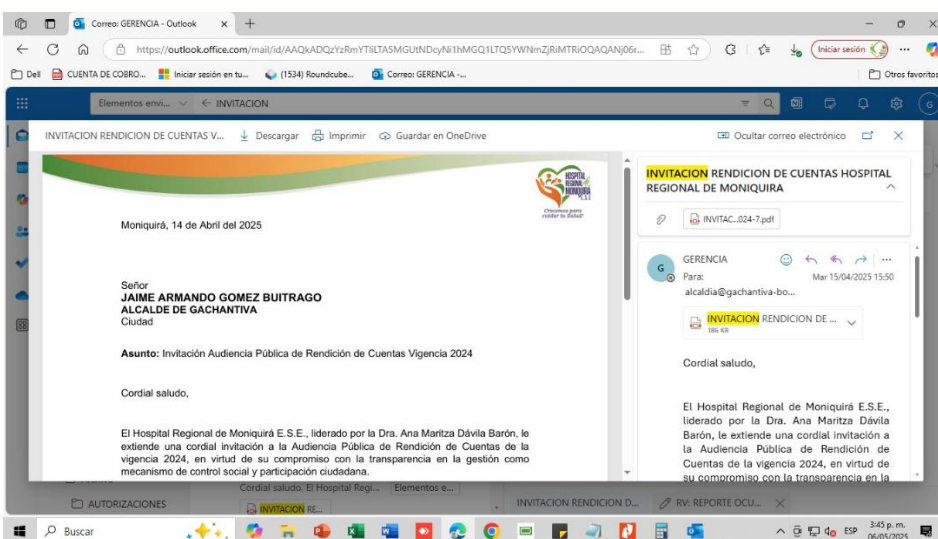 Correo: GERENCIA - Outlook
https://outlook.office.com/mail/id/AAQkADQzYzRmYTliLTA5MGUtNDcyNi1hMGQ1LTQ5YWNmZjRiMTRiOQAQANj06r...
Iniciar sesión
Dell
CUENTA DE COBRO...
Iniciar sesión en tu...
(1534) Roundcube...
Correo: GERENCIA -...
Otros favoritos
Elementos envi...
INVITACION
G
INVITACION RENDICION DE CUENTAS V...
Descargar
Imprimir
Guardar en OneDrive
Ocultar correo electrónico
HOSPITAL
REGIONAL
MONIQUIRÁ
E.S.E.
Crecemos para
cuidar tu Salud!
Moniquirá, 14 de Abril del 2025
Señor
JAIME ARMANDO GOMEZ BUITRAGO
ALCALDE DE GACHANTIVA
Ciudad
Asunto: Invitación Audiencia Pública de Rendición de Cuentas Vigencia 2024
Cordial saludo,
El Hospital Regional de Moniquirá E.S.E., liderado por la Dra. Ana Maritza Dávila Barón, le
extiende una cordial invitación a la Audiencia Pública de Rendición de Cuentas de la
vigencia 2024, en virtud de su compromiso con la transparencia en la gestión como
mecanismo de control social y participación ciudadana.
INVITACION RENDICION DE CUENTAS HOSPITAL
REGIONAL DE MONIQUIRA
INVITAC...024-7.pdf
G
GERENCIA
Para:
Mar 15/04/2025 15:50
alcaldia@gachantiva-bo...
INVITACION RENDICION DE ...
186 KB
Cordial saludo,
El Hospital Regional de Moniquirá E.S.E.,
liderado por la Dra. Ana Maritza Dávila
Barón, le extiende una cordial invitación a
la Audiencia Pública de Rendición de
Cuentas de la vigencia 2024, en virtud de
su compromiso con la transparencia en la
AUTORIZACIONES
Cordial saludo. El Hospital Regi...
Elementos e...
INVITACION RE...
INVITACION RENDICION D...
RV: REPORTE OCU...
Buscar
ESP
3:45 p. m.
06/05/2025